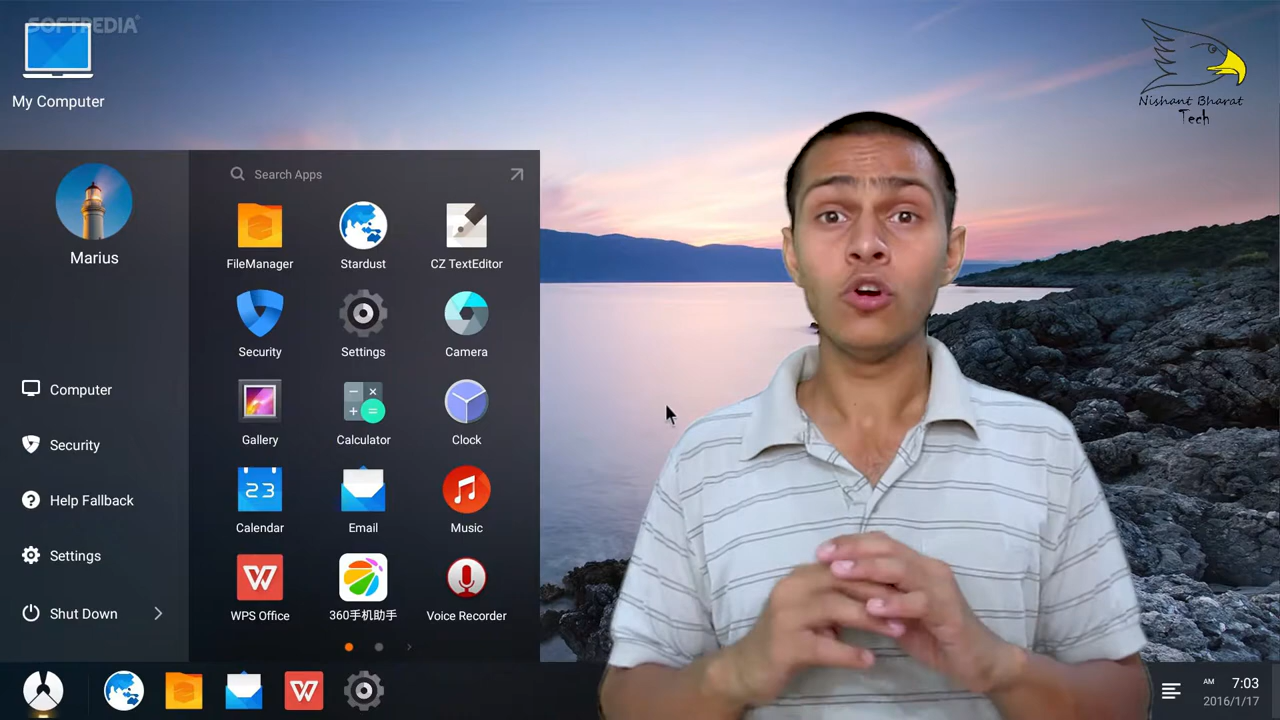 SOFTPEDIA
My Computer
Nishant Bharat
Tech
Marius
Computer
Security
Help Fallback
Settings
Shut Down
Search Apps
FileManager
Stardust
CZ TextEditor
Security
Settings
Camera
Gallery
Calculator
Clock
23
Calendar
Email
Music
WPS Office
360手机助手
Voice Recorder
AM 7:03
2016/1/17